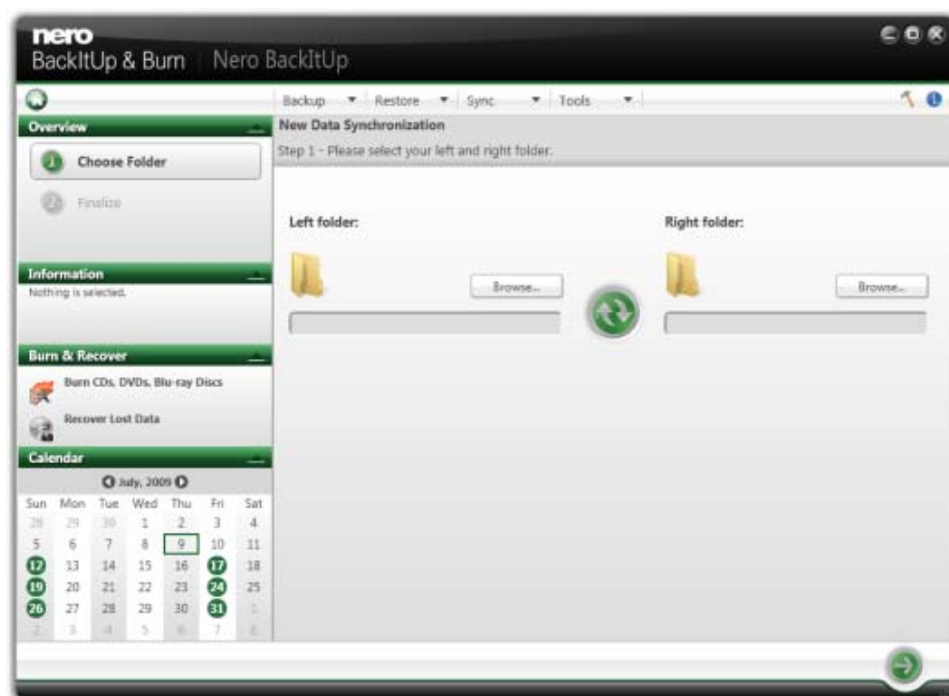 nero
BackItUp & Burn | Nero BackItUp
Backup Restore Sync Tools
Overview
Choose Folder
Finalize
Information
Nothing is selected.
Burn & Recover
Burn CDs, DVDs, Blu-ray Discs
Recover Lost Data
Calendar
July, 2009
Sun Mon Tue Wed Thu Fri Sat
28 29 30 1 2 3 4
5 6 7 8 9 10 11
12 13 14 15 16 17 18
19 20 21 22 23 24 25
26 27 28 29 30 31 1
2 3 4 5 6 7 8
New Data Synchronization
Step 1 - Please select your left and right folder.
Left folder: Right folder:
Browse... Browse...